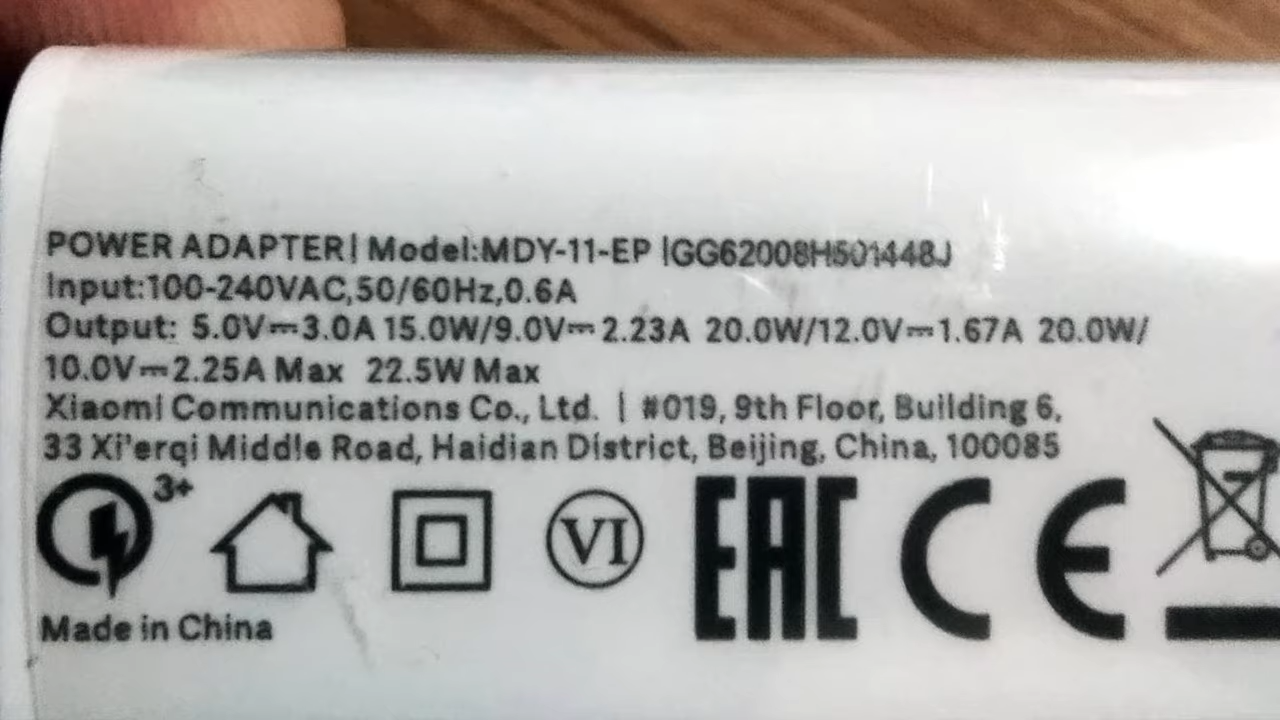 POWER ADAPTER| Model:MDY-11-EP |GG62008H501448J
Input:100-240VAC,50/60Hz,0.6A
Output: 5.0V⎓3.0A 15.0W/9.0V⎓2.23A 20.0W/12.0V⎓1.67A 20.0W/
10.0V⎓2.25A Max 22.5W Max
Xiaomi Communications Co., Ltd. | #019, 9th Floor, Building 6,
33 Xi'erqi Middle Road, Haidian District, Beijing, China, 100085
3+ VI EAC CE
Made in China